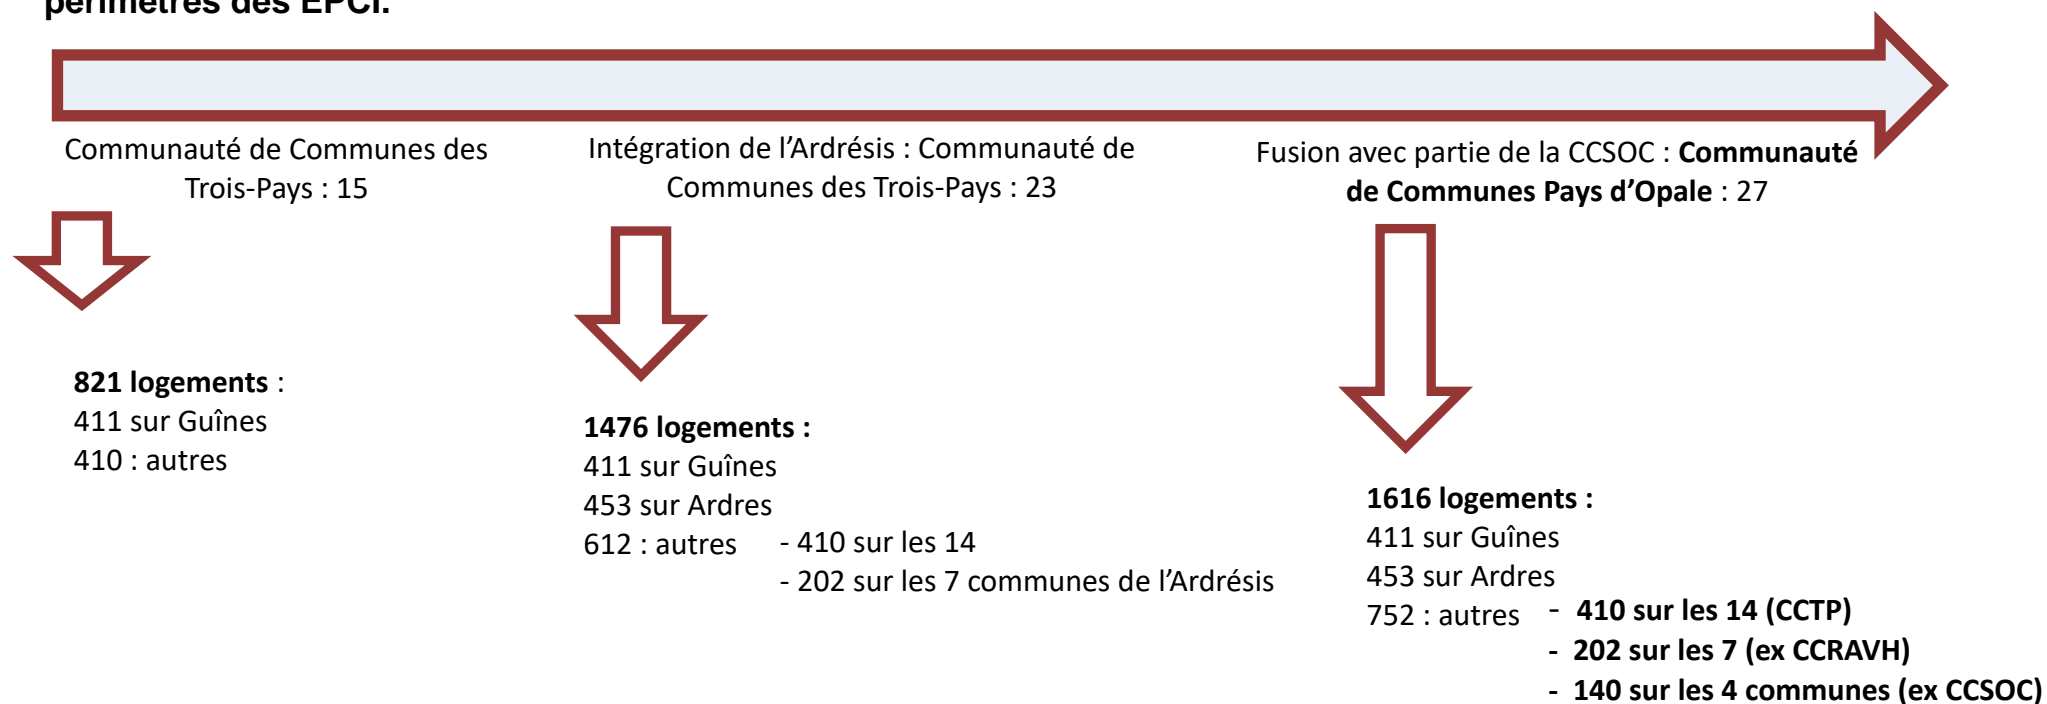 périmètres des EPCI.
Communauté de Communes des
Trois-Pays : 15
Intégration de l’Ardrésis : Communauté de
Communes des Trois-Pays : 23
Fusion avec partie de la CCSOC : Communauté
de Communes Pays d’Opale : 27
821 logements :
411 sur Guînes
410 : autres
1476 logements :
411 sur Guînes
453 sur Ardres
612 : autres
- 410 sur les 14
- 202 sur les 7 communes de l’Ardrésis
1616 logements :
411 sur Guînes
453 sur Ardres
752 : autres
- 410 sur les 14 (CCTP)
- 202 sur les 7 (ex CCRAVH)
- 140 sur les 4 communes (ex CCSOC)